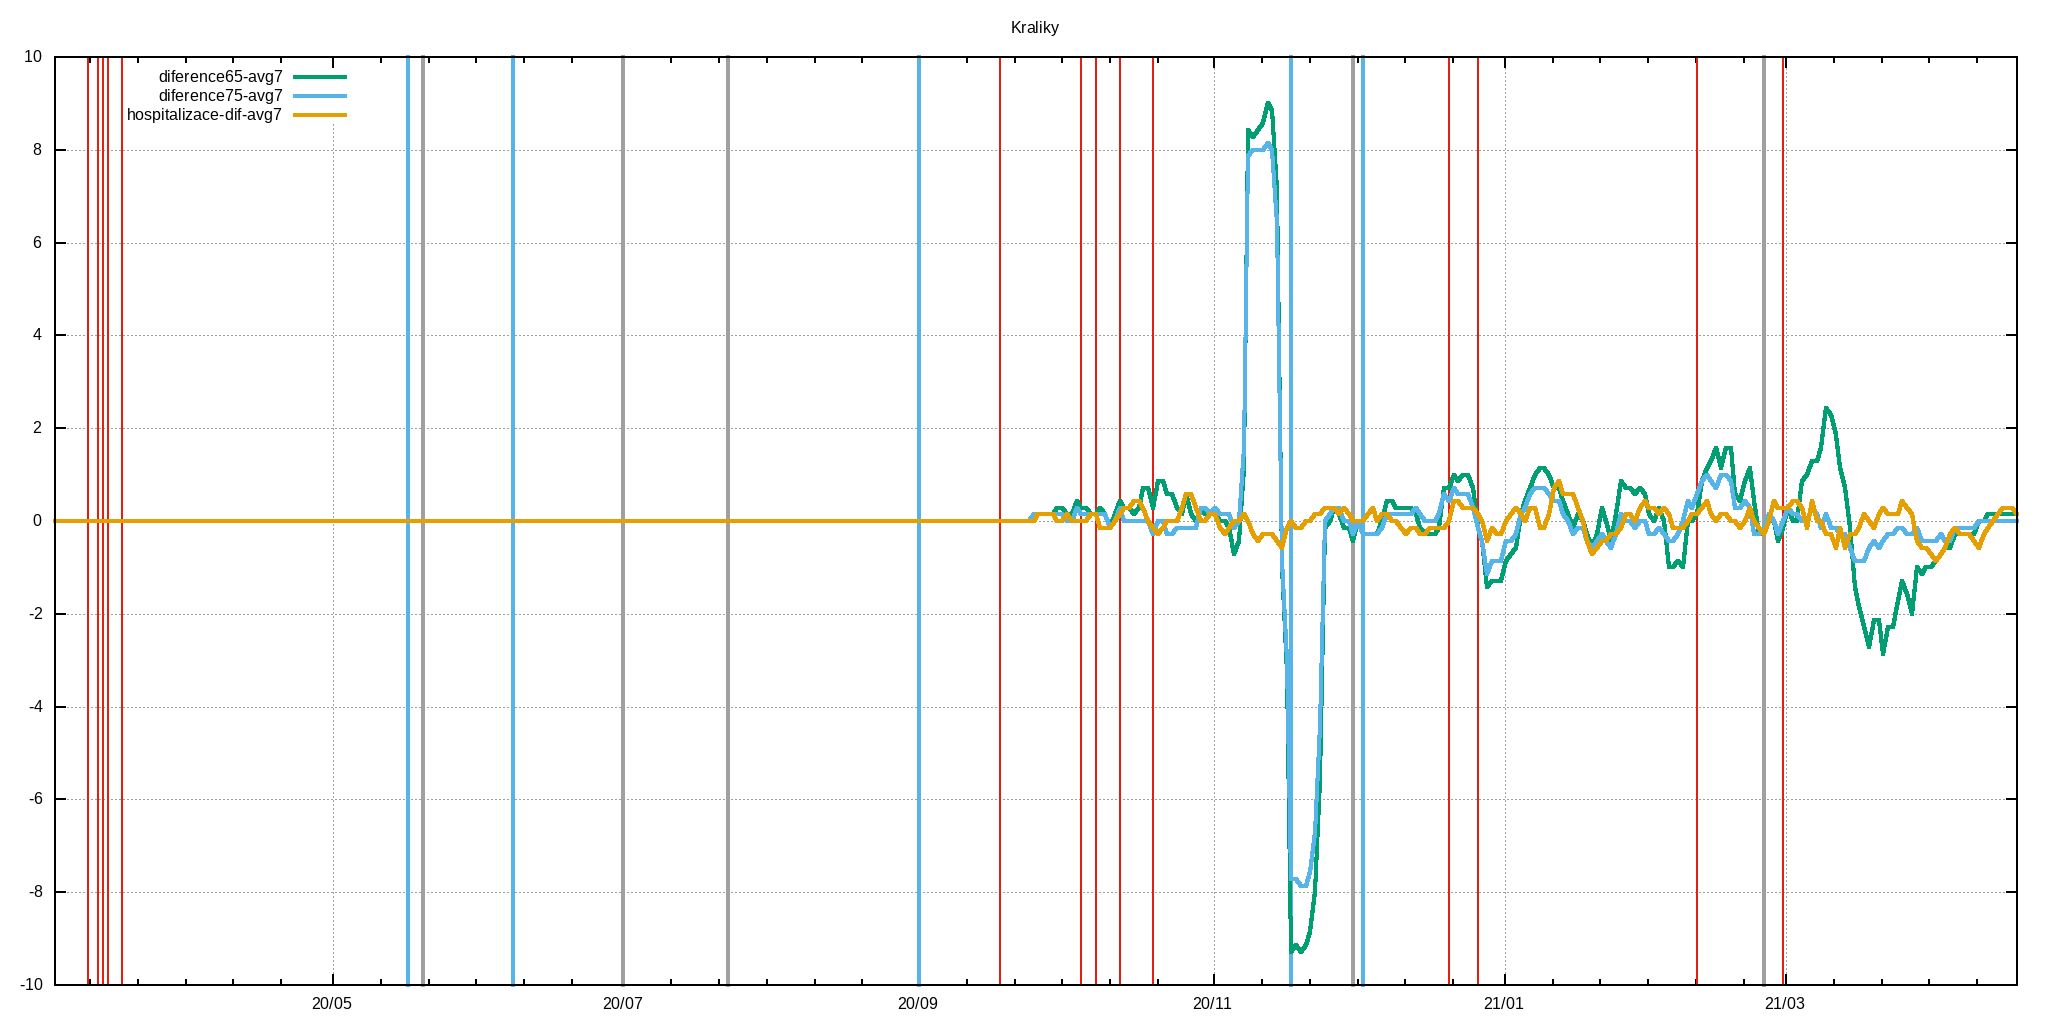 Kraliky
10
diference65-avg7
diference75-avg7
hospitalizace-dif-avg7
8
6
4
2
0
-2
-4
-6
-8
-10
20/05 20/07 20/09 20/11 21/01 21/03